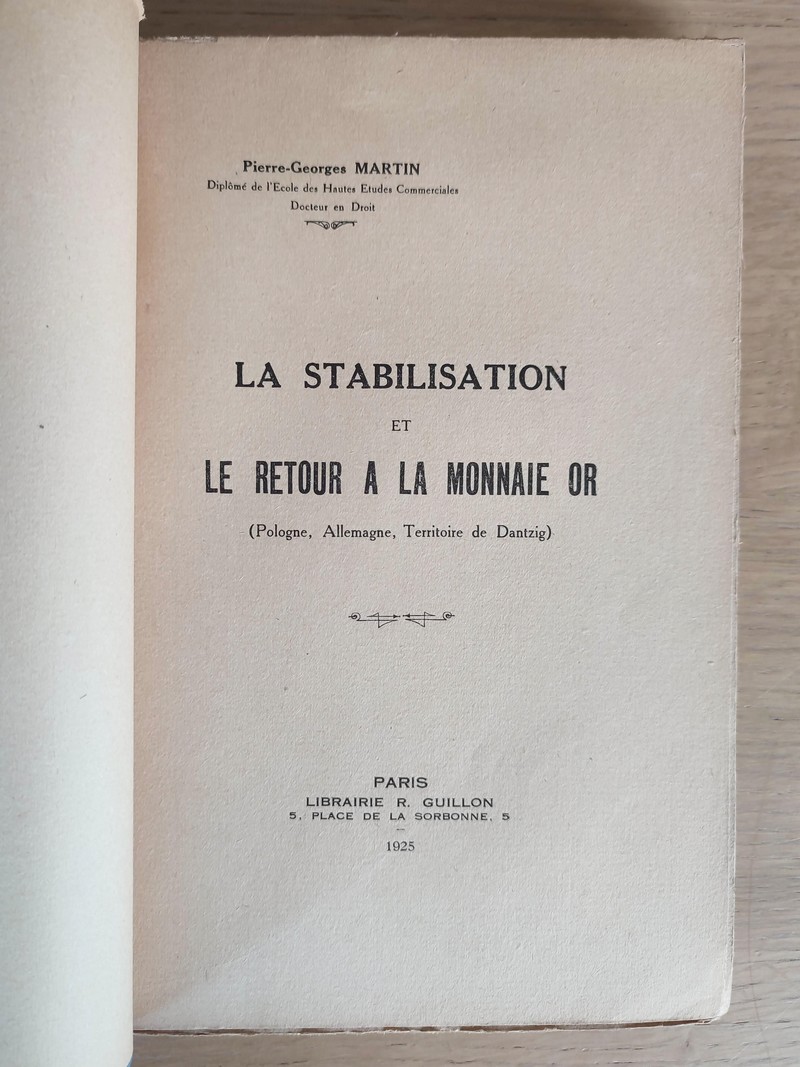 Pierre-Georges MARTIN
Diplômé de l'Ecole des Hautes Etudes Commerciales
Docteur en Droit
LA STABILISATION
ET
LE RETOUR A LA MONNAIE OR
(Pologne, Allemagne, Territoire de Dantzig)
PARIS
LIBRAIRIE R. GUILLON
5, PLACE DE LA SORBONNE, 5
1925